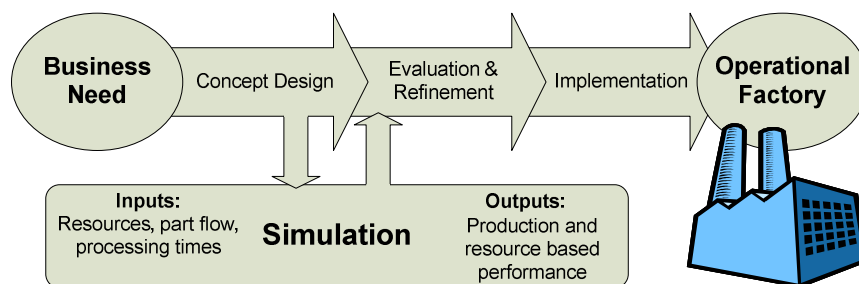 Business
Need
Concept Design
Evaluation &
Refinement
Implementation
Operational
Factory
Inputs:
Resources, part flow,
processing times
Simulation
Outputs:
Production and
resource based
performance